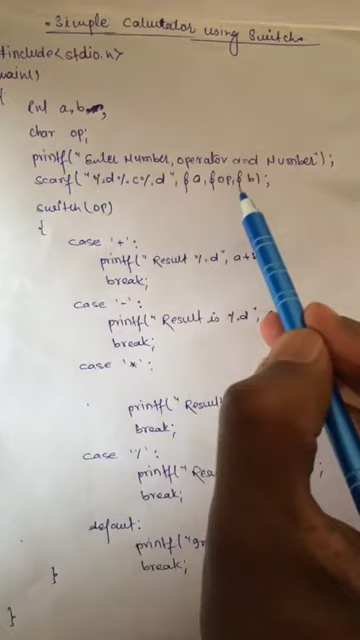 Simple Calculator using Switch
#include<stdio.h>
main()
{
int a,b;
char op;
printf("Enter Number, operator and Number");
scanf("%d%c%d", &a, &op, &b);
switch(op)
{
case '+':
printf("Result %d", a+
break;
case '-':
printf("Result is %d",
break;
case '*':
printf("Result
break;
case '/':
printf("Res
break;
default:
printf("
break;
}
}